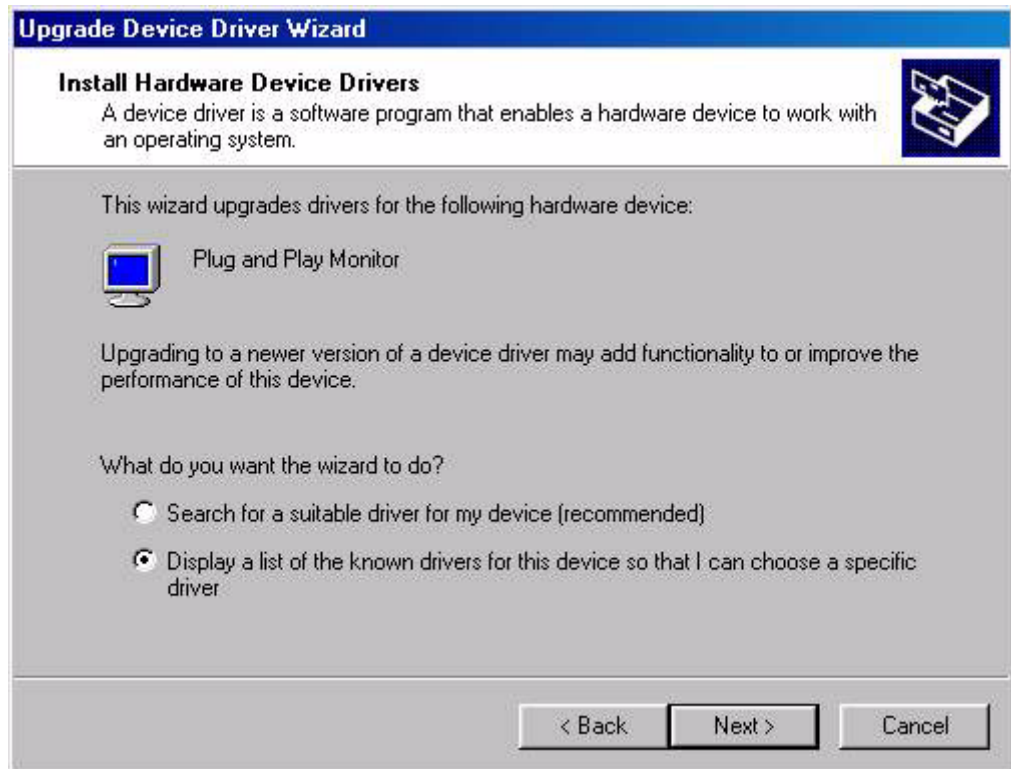 Upgrade Device Driver Wizard
Install Hardware Device Drivers
A device driver is a software program that enables a hardware device to work with
an operating system.
This wizard upgrades drivers for the following hardware device:
Plug and Play Monitor
Upgrading to a newer version of a device driver may add functionality to or improve the
performance of this device.
What do you want the wizard to do?
Search for a suitable driver for my device (recommended)
Display a list of the known drivers for this device so that I can choose a specific
driver
< Back Next > Cancel